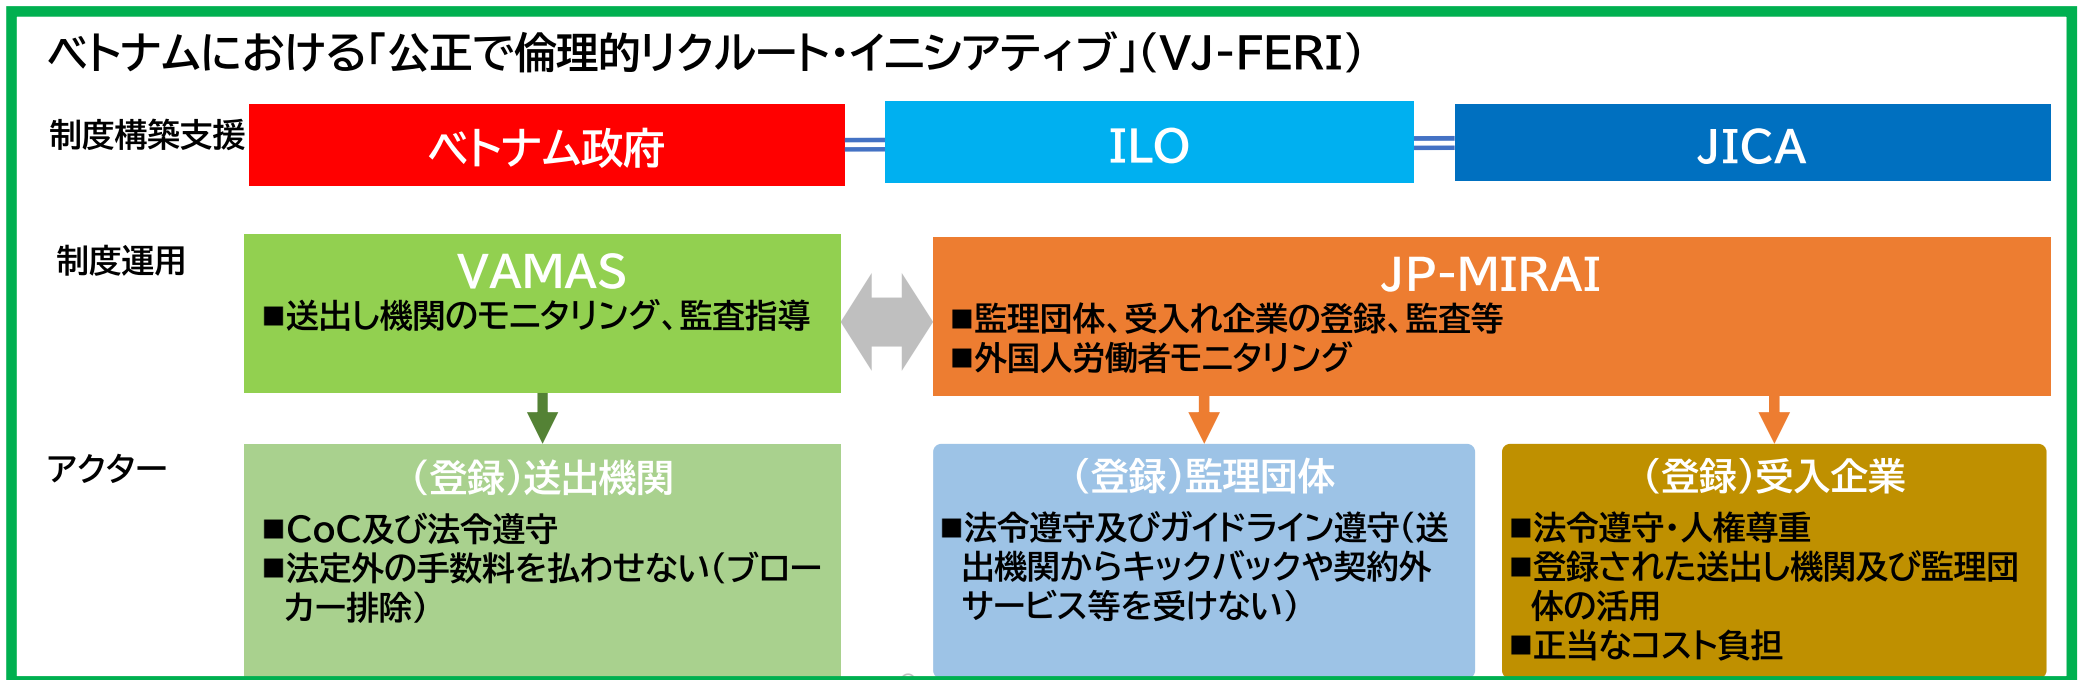 ベトナムにおける「公正で倫理的リクルート・イニシアティブ」（VJ-FERI）
制度構築支援
ベトナム政府
ILO
JICA
制度運用
VAMAS
■送出し機関のモニタリング、監査指導
JP-MIRAI
■監理団体、受入れ企業の登録、監査等
■外国人労働者モニタリング
アクター
（登録）送出機関
■CoC及び法令遵守
■法定外の手数料を払わせない（ブロー
カー排除）
（登録）監理団体
■法令遵守及びガイドライン遵守（送
出機関からキックバックや契約外
サービス等を受けない）
（登録）受入企業
■法令遵守・人権尊重
■登録された送出し機関及び監理団
体の活用
■正当なコスト負担